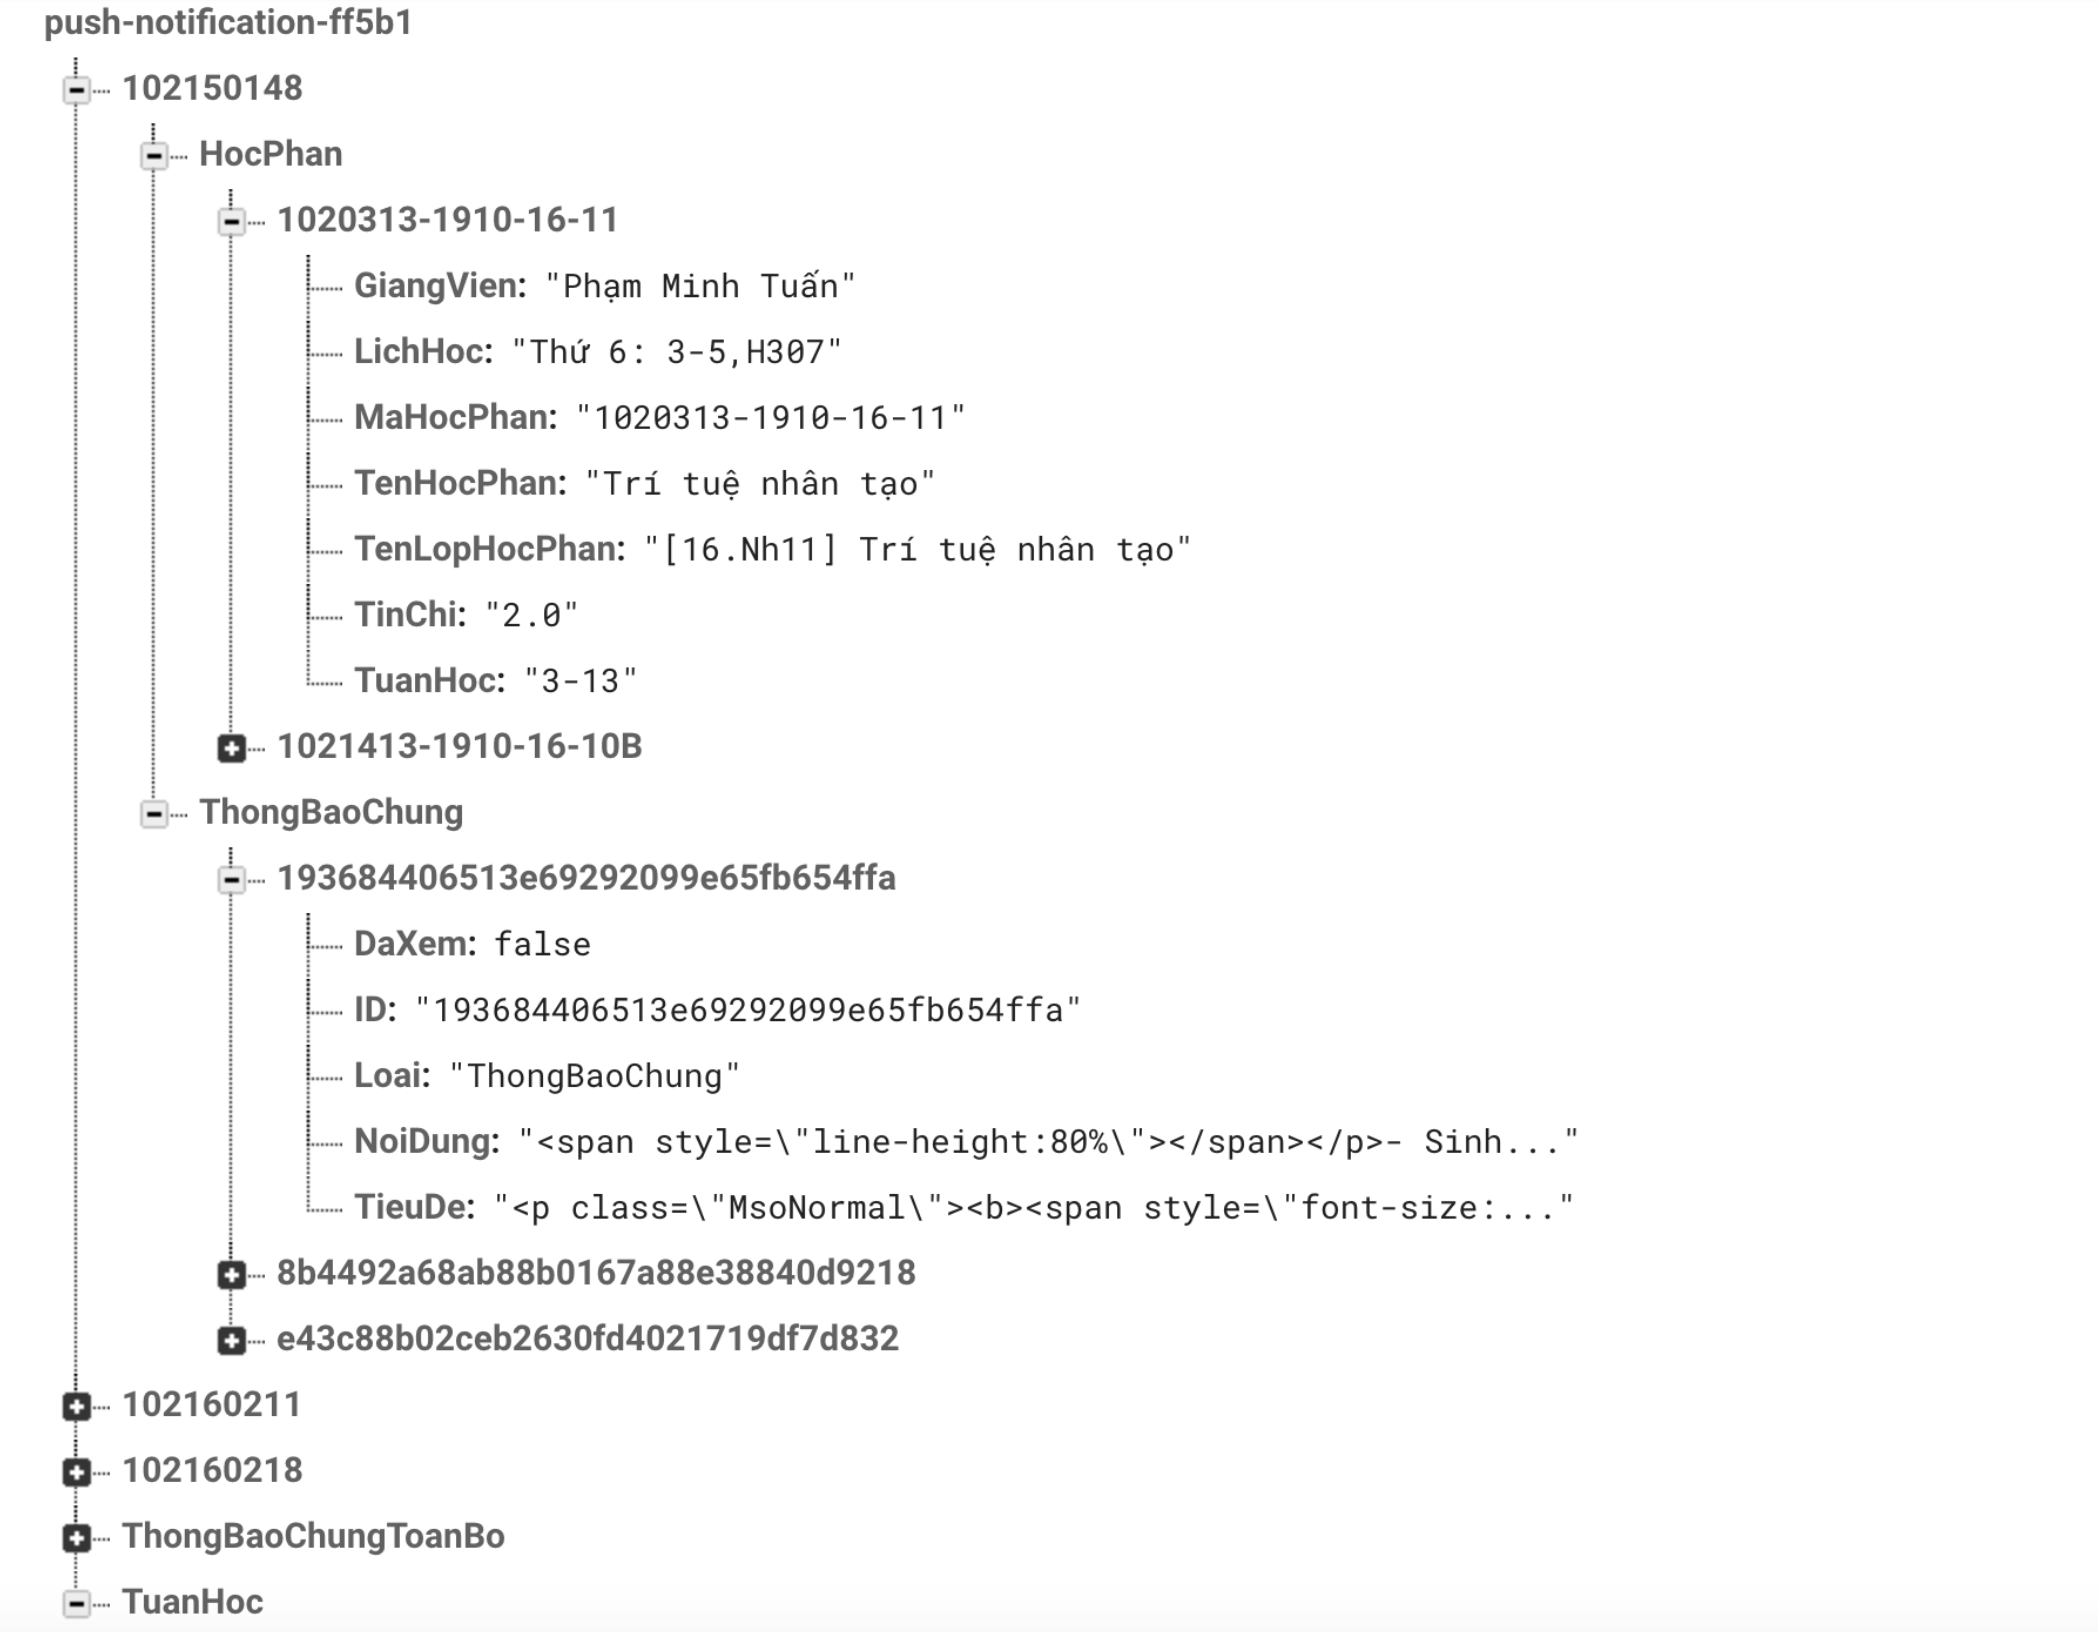 push-notification-ff5b1
102150148
HocPhan
1020313-1910-16-11
GiangVien: "Phạm Minh Tuấn"
LichHoc: "Thứ 6: 3-5,H307"
MaHocPhan: "1020313-1910-16-11"
TenHocPhan: "Trí tuệ nhân tạo"
TenLopHocPhan: "[16.Nh11] Trí tuệ nhân tạo"
TinChi: "2.0"
TuanHoc: "3-13"
1021413-1910-16-10B
ThongBaoChung
193684406513e69292099e65fb654ffa
DaXem: false
ID: "193684406513e69292099e65fb654ffa"
Loai: "ThongBaoChung"
NoiDung: "<span style=\"line-height:80%\"></span></p>- Sinh..."
TieuDe: "<p class=\"MsoNormal\"><b><span style=\"font-size:..."
8b4492a68ab88b0167a88e38840d9218
e43c88b02ceb2630fd4021719df7d832
102160211
102160218
ThongBaoChungToanBo
TuanHoc